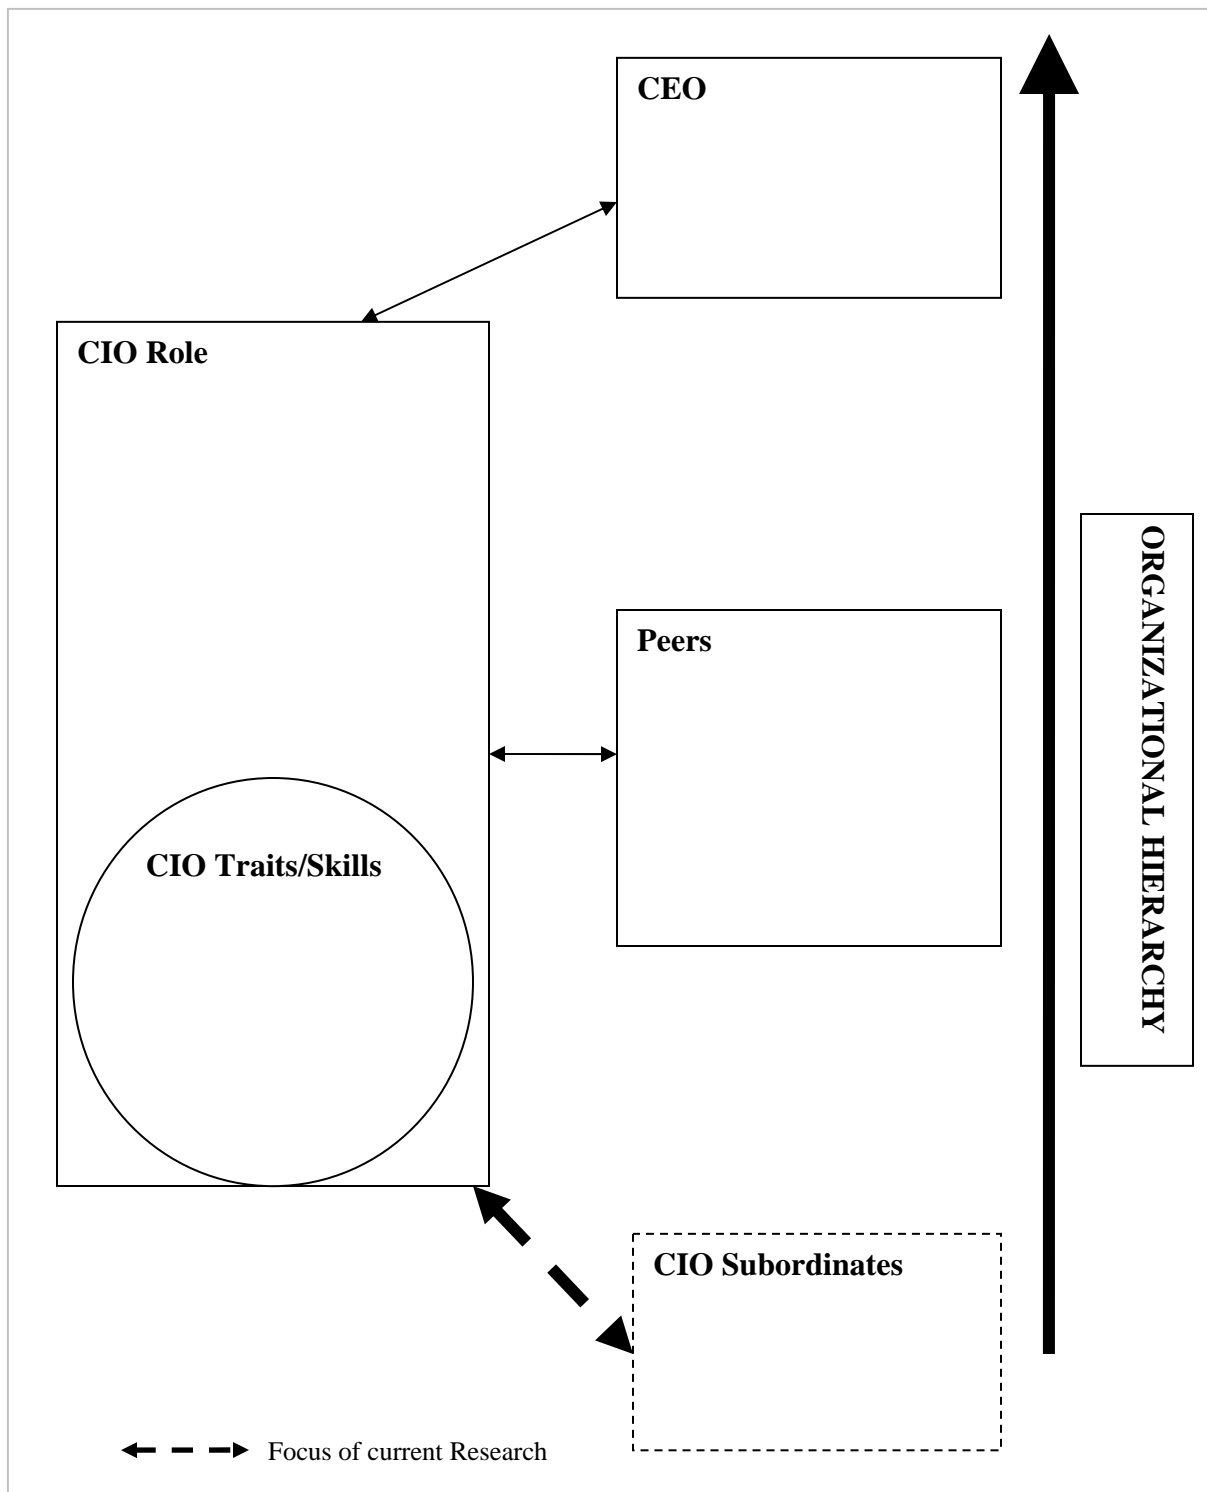 CEO
CIO Role
ORGANIZATIONAL HIERARCHY
Peers
CIO Traits/Skills
CIO Subordinates
Focus of current Research